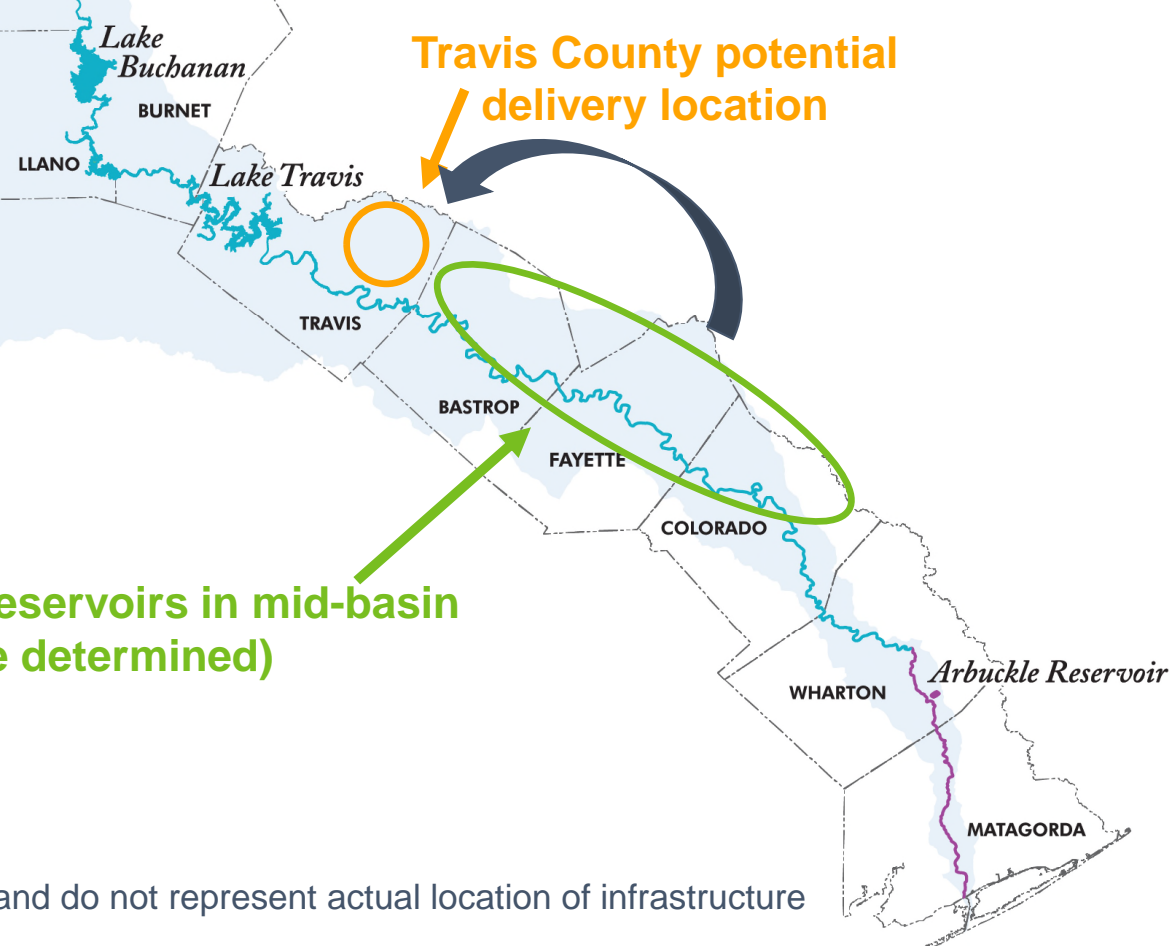 Lake
Buchanan
BURNET
Travis County potential
delivery location
LLANO
Lake Travis
TRAVIS
BASTROP
FAYETTE
COLORADO
eservoirs in mid-basin
e determined)
Arbuckle Reservoir
WHARTON
MATAGORDA
and do not represent actual location of infrastructure